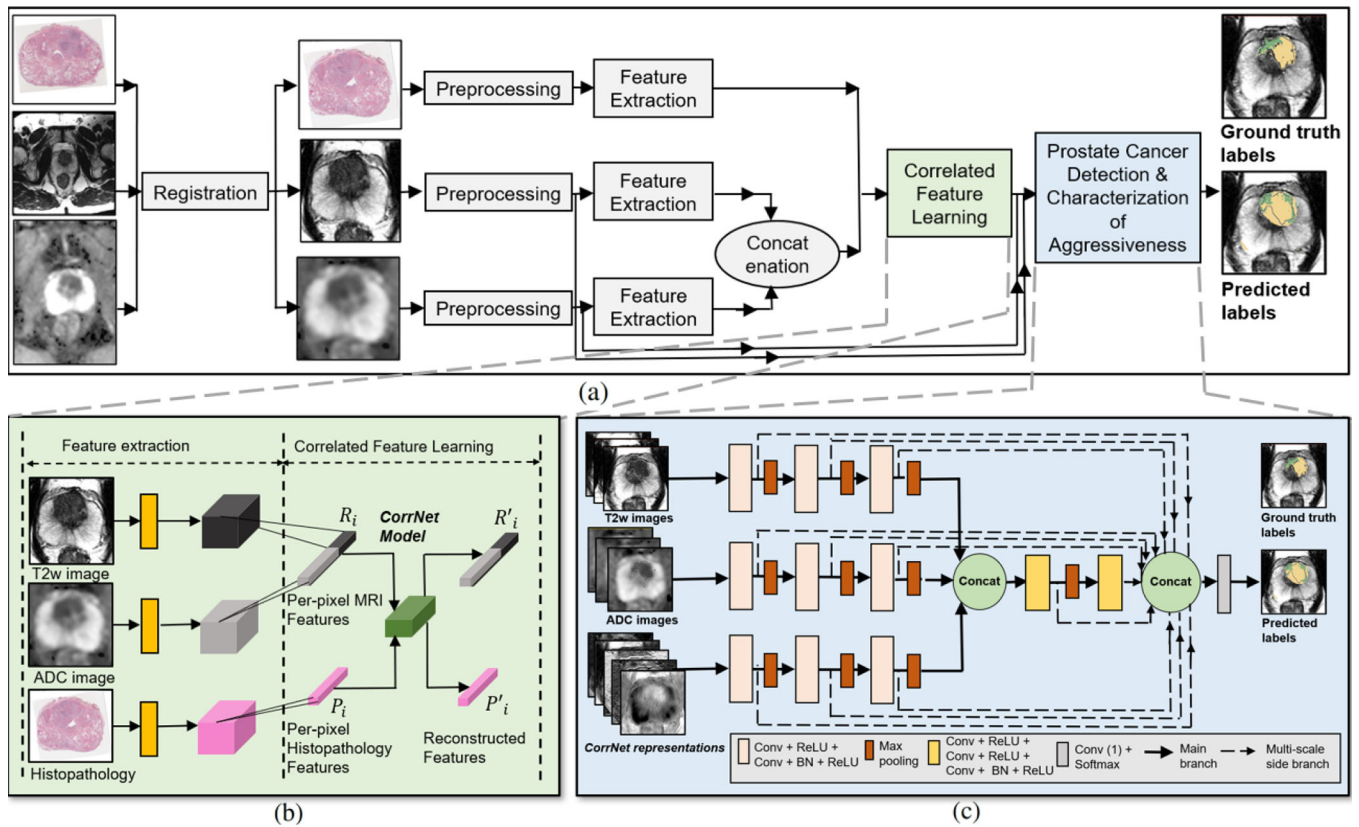 Registration
Preprocessing
Feature
Extraction
Preprocessing
Feature
Extraction
Preprocessing
Feature
Extraction
Concat
enation
Correlated
Feature
Learning
Prostate Cancer
Detection &
Characterization
of
Aggressiveness
Ground truth
labels
Predicted
labels
(a)
Feature extraction
Correlated Feature Learning
T2w image
ADC image
Histopathology
Ri
Per-pixel MRI
Features
Pi
Per-pixel
Histopathology
Features
CorrNet
Model
R'i
P'i
Reconstructed
Features
(b)
T2w images
ADC images
CorrNet representations
Concat
Concat
Ground truth
labels
Predicted
labels
Conv + ReLU +
Conv + BN + ReLU
Max
pooling
Conv + ReLU +
Conv + ReLU +
Conv + BN + ReLU
Conv (1) +
Softmax
Main
branch
Multi-scale
side branch
(c)